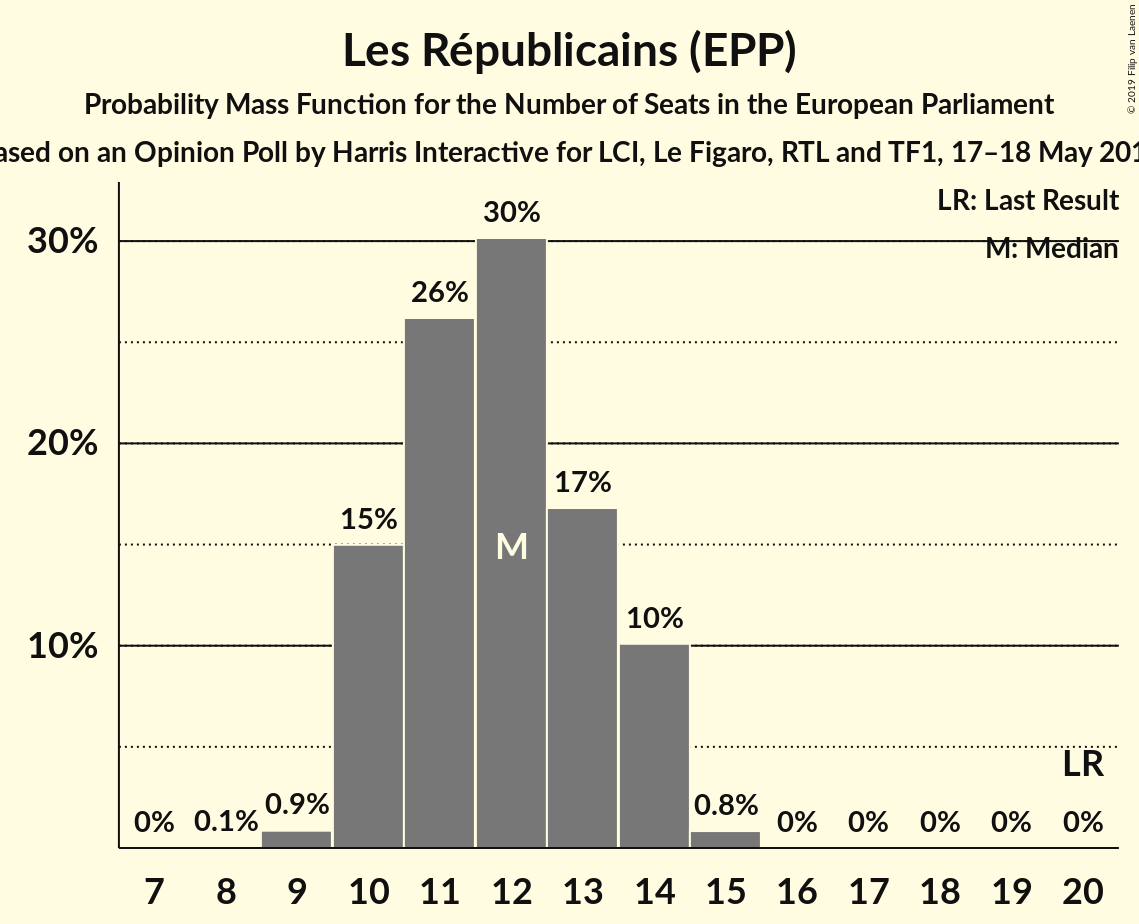 Les Républicains (EPP)
Probability Mass Function for the Number of Seats in the European Parliament
ased on an Opinion Poll by Harris Interactive for LCI, Le Figaro, RTL and TF1, 17–18 May 201
© 2019 Filip van Laenen
LR: Last Result
M: Median
30%
20%
10%
0%
0.1%
0.9%
15%
26%
30%
17%
10%
0.8%
0%
0%
0%
0%
0%
M
LR
7 8 9 10 11 12 13 14 15 16 17 18 19 20